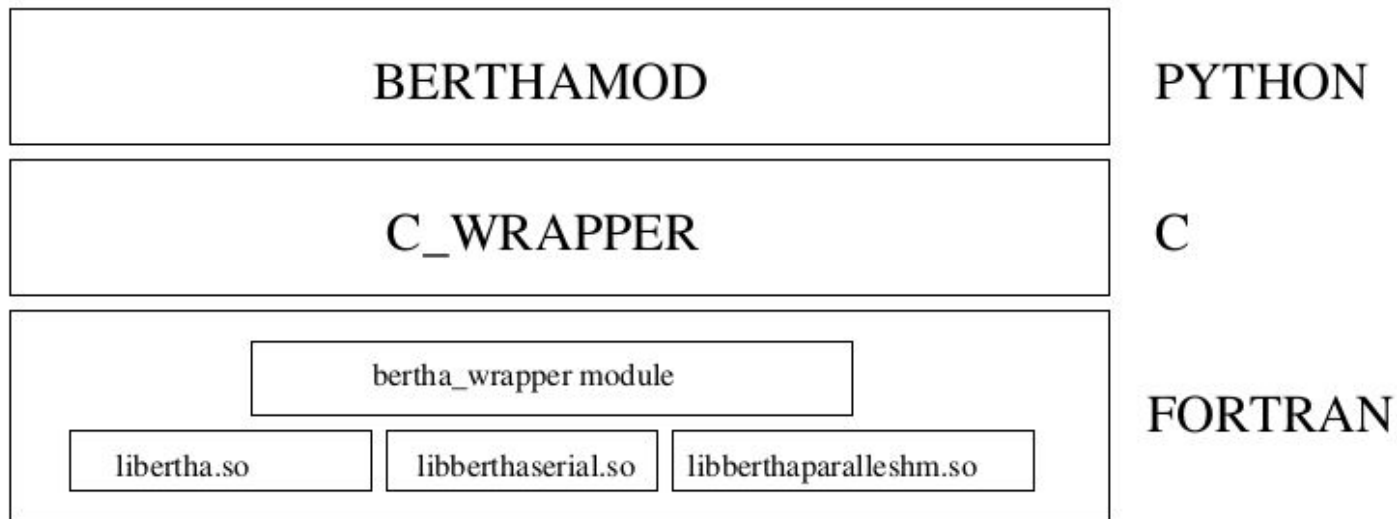 BERTHAMOD PYTHON
C_WRAPPER C
bertha_wrapper module
FORTRAN
libertha.so libberthaserial.so libberthaparalleshm.so